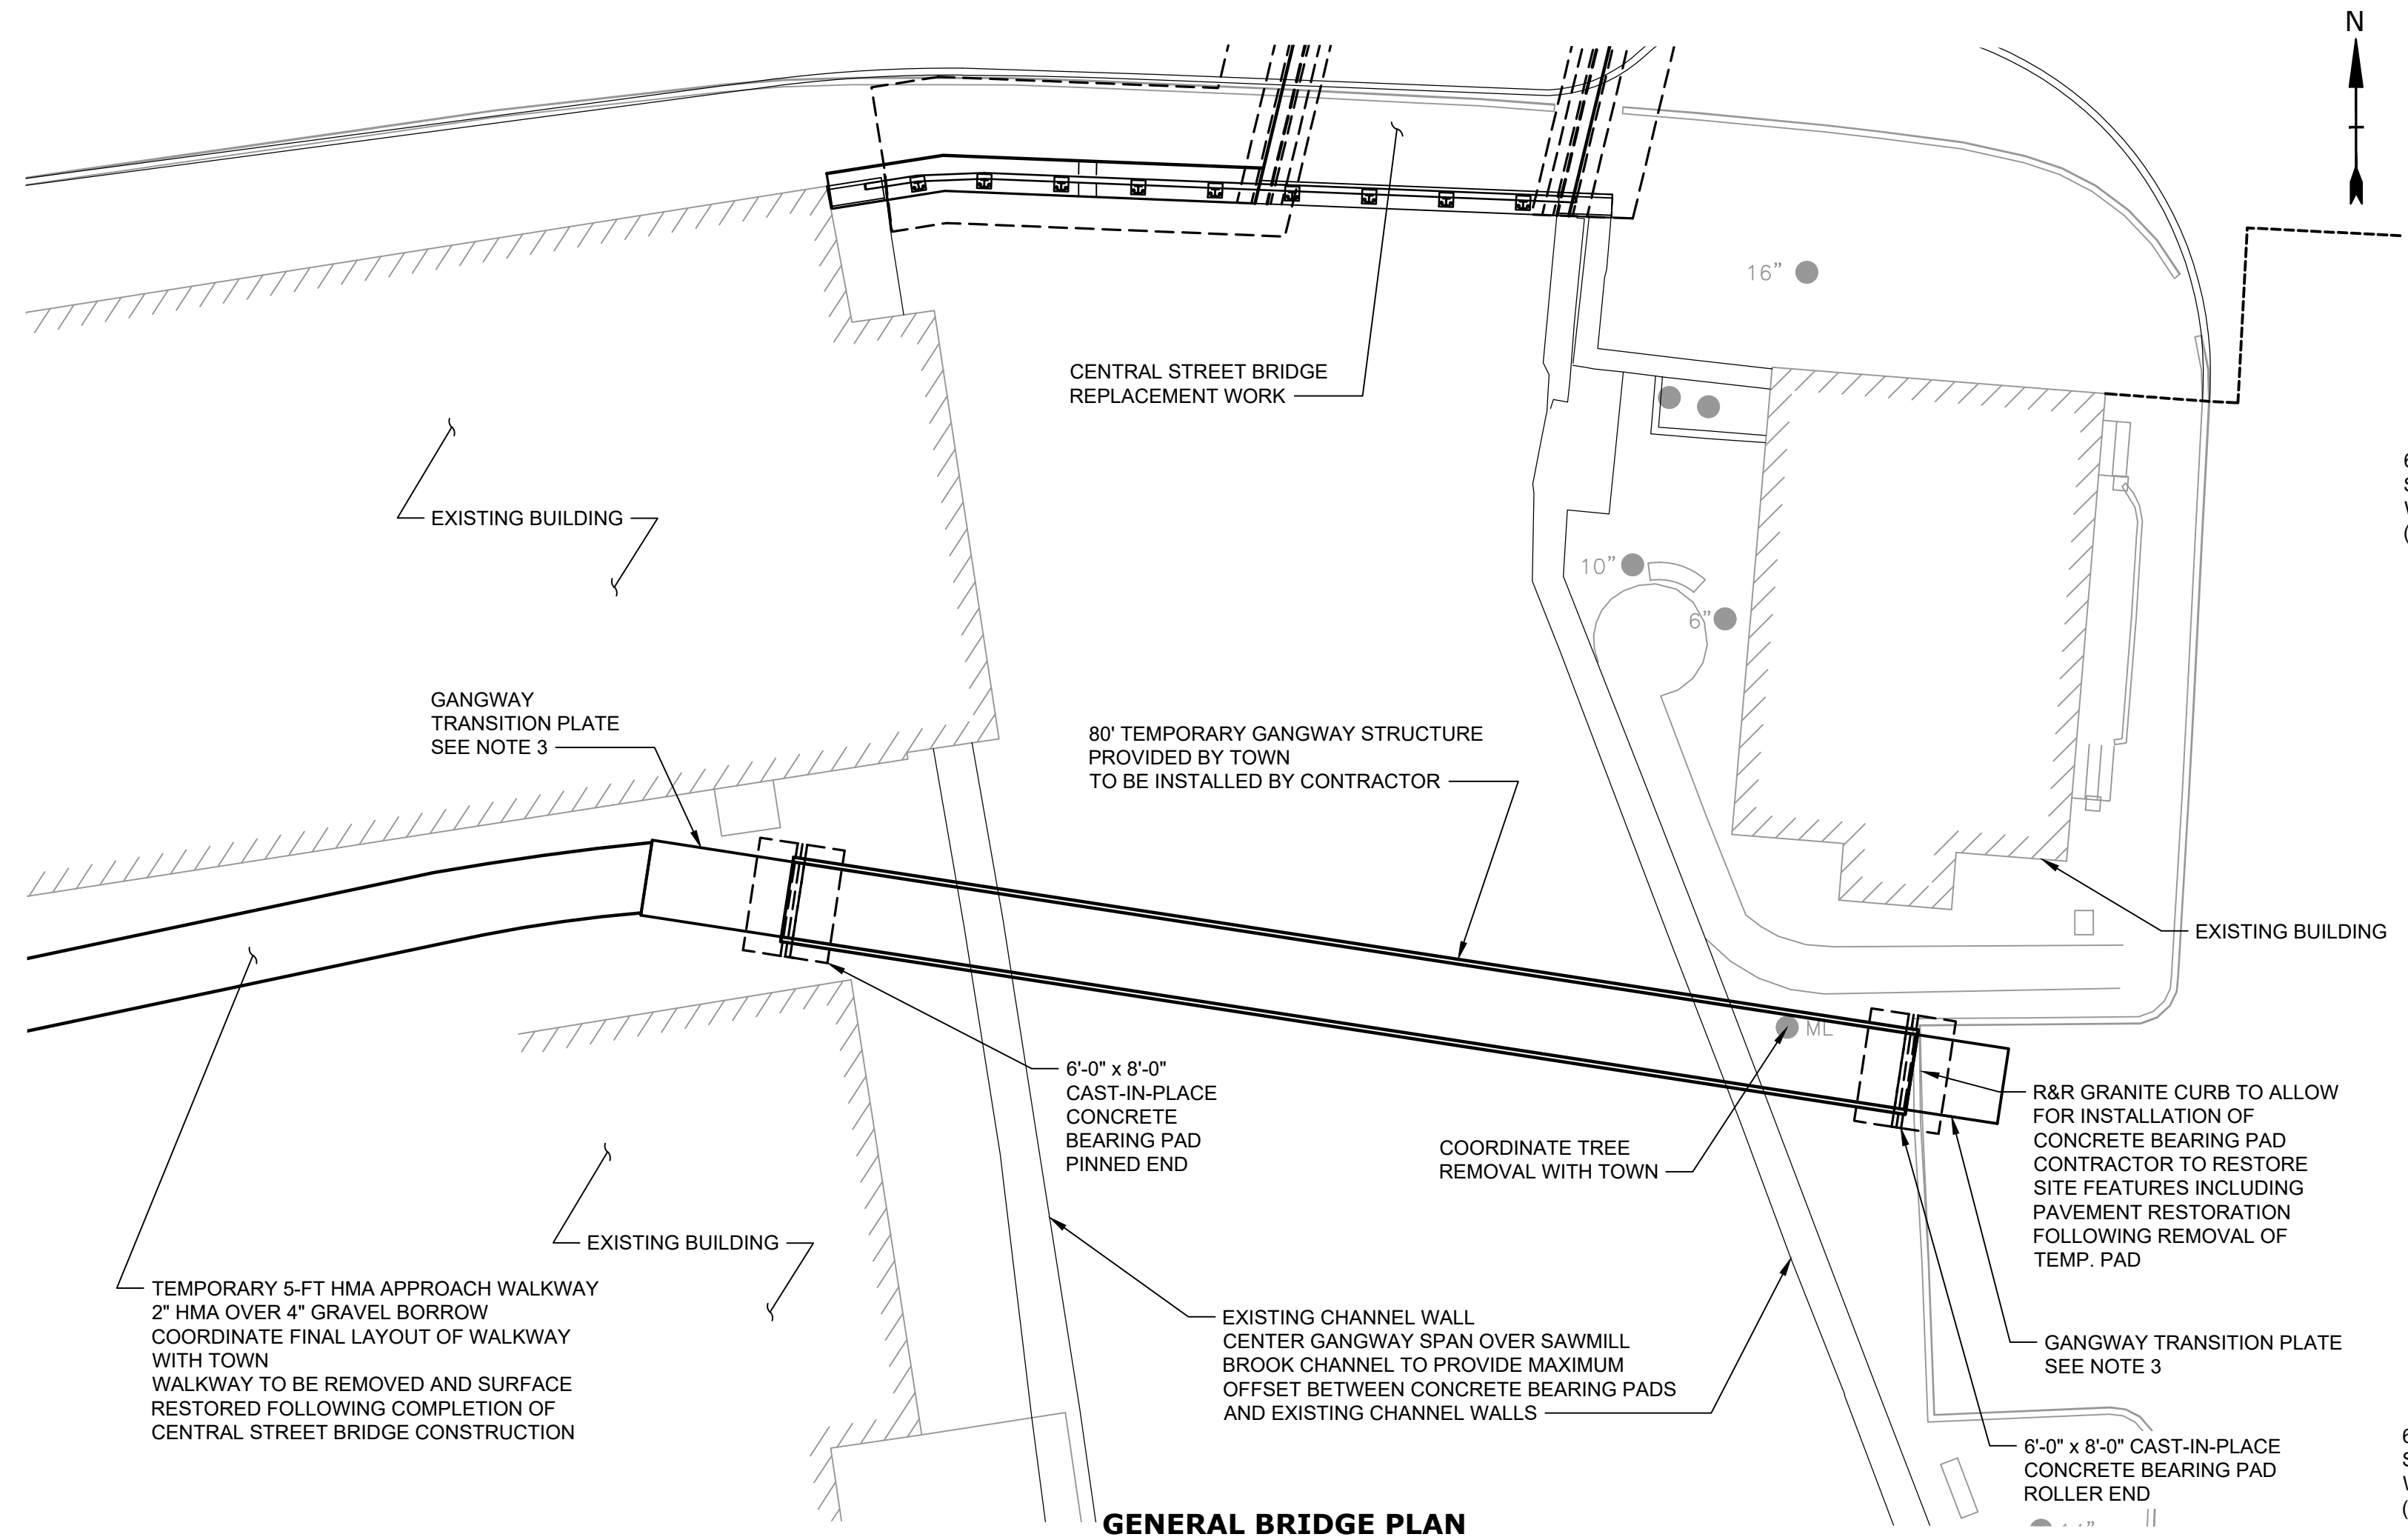 N
16”
CENTRAL STREET BRIDGE
REPLACEMENT WORK
EXISTING BUILDING
10”
6”
GANGWAY
TRANSITION PLATE
SEE NOTE 3
80' TEMPORARY GANGWAY STRUCTURE
PROVIDED BY TOWN
TO BE INSTALLED BY CONTRACTOR
EXISTING BUILDING
ML
6'-0" x 8'-0"
CAST-IN-PLACE
CONCRETE
BEARING PAD
PINNED END
COORDINATE TREE
REMOVAL WITH TOWN
R&R GRANITE CURB TO ALLOW
FOR INSTALLATION OF
CONCRETE BEARING PAD
CONTRACTOR TO RESTORE
SITE FEATURES INCLUDING
PAVEMENT RESTORATION
FOLLOWING REMOVAL OF
TEMP. PAD
EXISTING BUILDING
TEMPORARY 5-FT HMA APPROACH WALKWAY
2" HMA OVER 4" GRAVEL BORROW
COORDINATE FINAL LAYOUT OF WALKWAY
WITH TOWN
WALKWAY TO BE REMOVED AND SURFACE
RESTORED FOLLOWING COMPLETION OF
CENTRAL STREET BRIDGE CONSTRUCTION
EXISTING CHANNEL WALL
CENTER GANGWAY SPAN OVER SAWMILL
BROOK CHANNEL TO PROVIDE MAXIMUM
OFFSET BETWEEN CONCRETE BEARING PADS
AND EXISTING CHANNEL WALLS
GANGWAY TRANSITION PLATE
SEE NOTE 3
6'-0" x 8'-0" CAST-IN-PLACE
CONCRETE BEARING PAD
ROLLER END
GENERAL BRIDGE PLAN